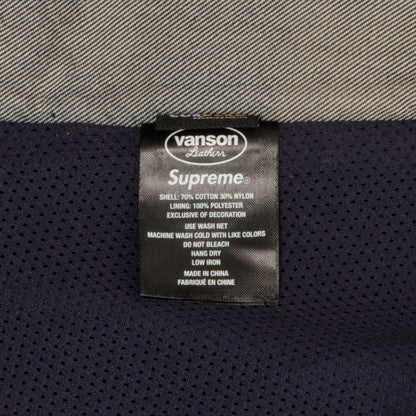 vanson
Leathers
Supreme®
SHELL: 70% COTTON 30% NYLON
LINING: 100% POLYESTER
EXCLUSIVE OF DECORATION
USE WASH NET
MACHINE WASH COLD WITH LIKE COLORS
DO NOT BLEACH
HANG DRY
LOW IRON
MADE IN CHINA
FABRIQUÉ EN CHINE